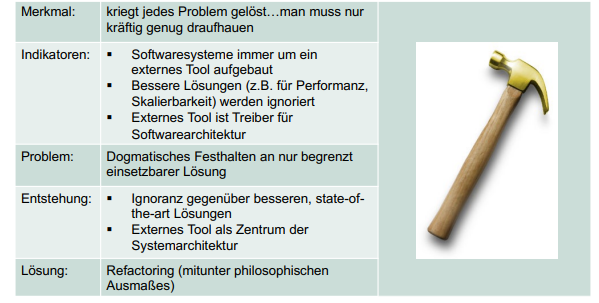 Merkmal: kriegt jedes Problem gelöst…man muss nur
kräftig genug draufhauen
Indikatoren: ▪ Softwaresysteme immer um ein
externes Tool aufgebaut
▪ Bessere Lösungen (z.B. für Performanz,
Skalierbarkeit) werden ignoriert
▪ Externes Tool ist Treiber für
Softwarearchitektur
Problem: Dogmatisches Festhalten an nur begrenzt
einsetzbarer Lösung
Entstehung: ▪ Ignoranz gegenüber besseren, state-of-
the-art Lösungen
▪ Externes Tool als Zentrum der
Systemarchitektur
Lösung: Refactoring (mitunter philosophischen
Ausmaßes)